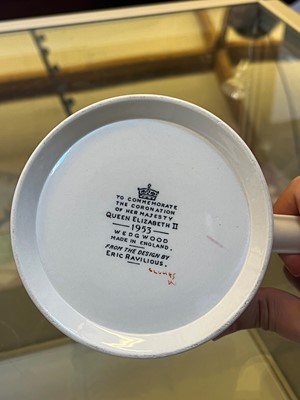 TO COMMEMORATE
THE CORONATION
OF HER MAJESTY
QUEEN ELIZABETH II
1953
WEDGWOOD
MADE IN ENGLAND.
FROM THE DESIGN BY
ERIC RAVILIOUS.